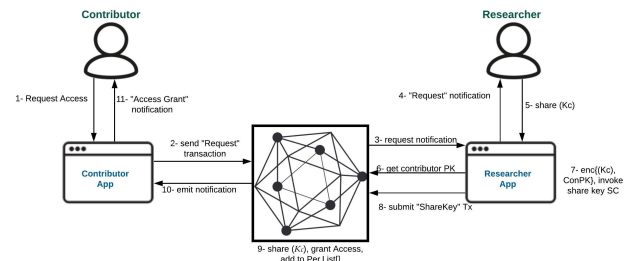 Contributor
Researcher
1- Request Access
11- "Access Grant"
notification
4- "Request" notification
5- share (Kc)
2- send "Request"
transaction
3- request notification
Contributor
App
10- emit notification
6- get contributor PK
Researcher
App
7- enc{(Kc),
ConPK}, invoke
share key SC
8- submit "ShareKey" Tx
9- share (Kc), grant Access,
add to Per List[]